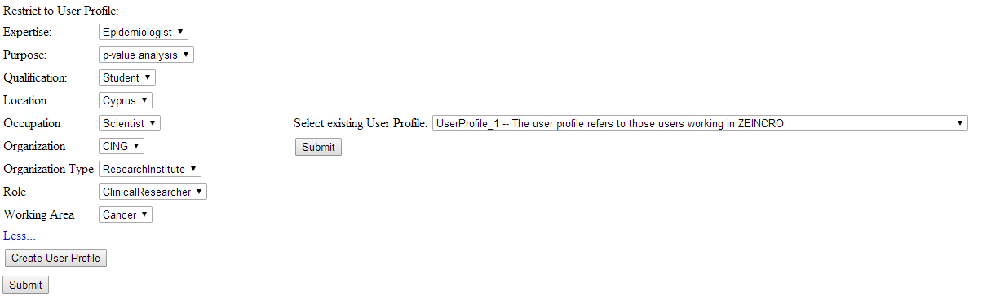 Restrict to User Profile:
Expertise: Epidemiologist
Purpose: p-value analysis
Qualification: Student
Location: Cyprus
Occupation Scientist Select existing User Profile: UserProfile_1 -- The user profile refers to those users working in ZEINCRO
Organization CING Submit
Organization Type ResearchInstitute
Role ClinicalResearcher
Working Area Cancer
Less...
Create User Profile
Submit